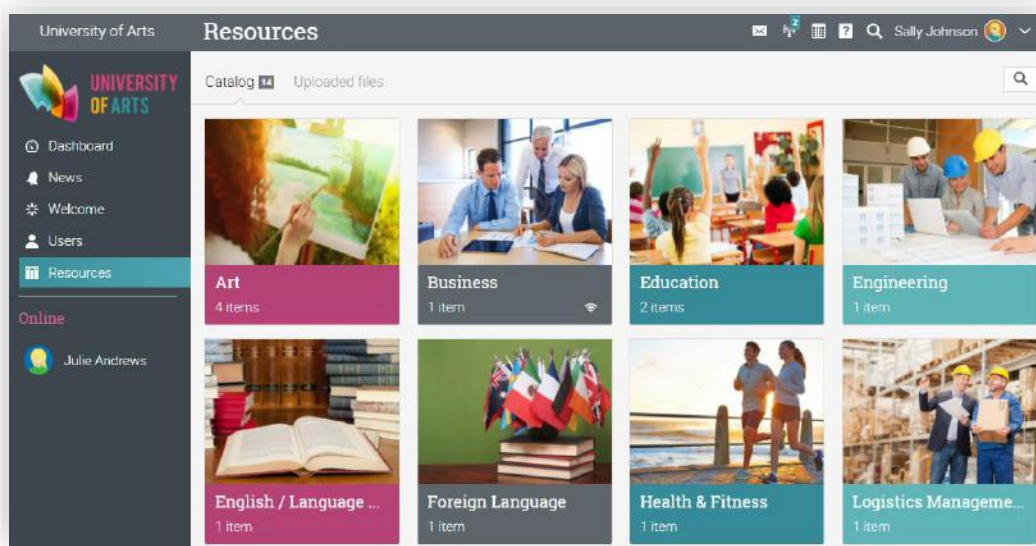 University of Arts
Resources
2
?
Sally Johnson
UNIVERSITY
OF ARTS
Dashboard
News
Welcome
Users
Resources
Online
Julie Andrews
Catalog 14
Uploaded files
Art
4 items
Business
1 item
Education
2 items
Engineering
1 item
English / Language ...
1 item
Foreign Language
1 item
Health & Fitness
1 item
Logistics Manageme...
1 item